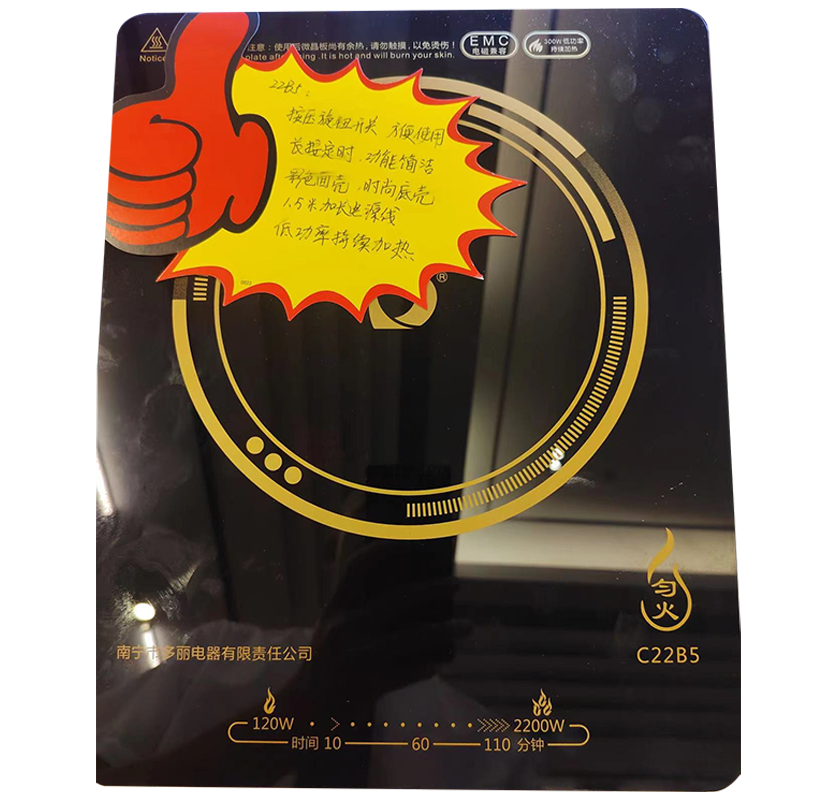 注意：使用后微晶板尚有余热，请勿触摸，以免烫伤！
Notice
plate after using .It is hot and will burn your skin.
EMC
电磁兼容
300W低功率
持续加热
22B5：
按压旋钮开关 方便使用
长按定时，功能简洁
彩色面壳，时尚底壳
1.5米加长电源线
低功率持续加热
®
匀火
C22B5
南宁市多丽电器有限责任公司
120W 2200W
时间 10 60 110 分钟